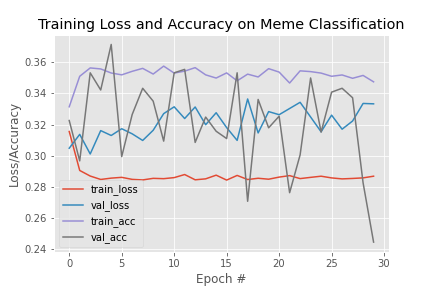 Training Loss and Accuracy on Meme Classification
Loss/Accuracy
0.36
0.34
0.32
0.30
0.28
0.26
0.24
train_loss
val_loss
train_acc
val_acc
0 5 10 15 20 25 30
Epoch #